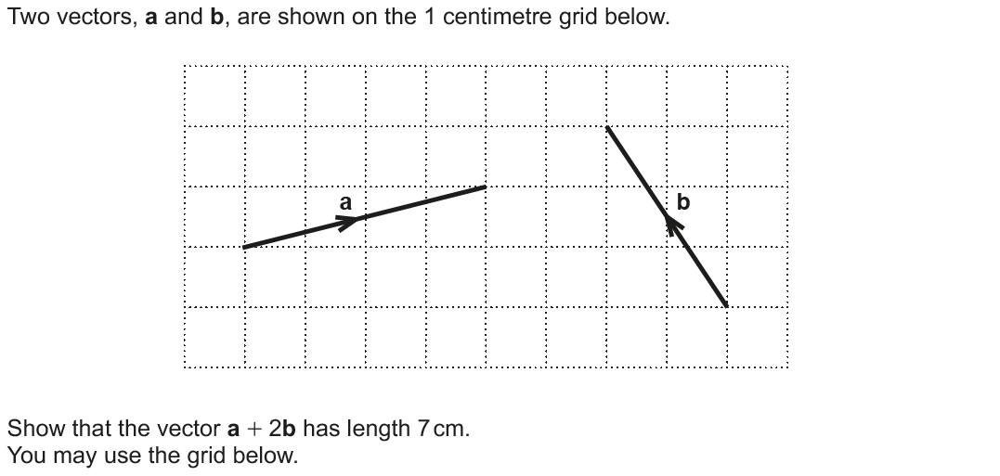 Two vectors, a and b, are shown on the 1 centimetre grid below.
a
b
Show that the vector a + 2b has length 7 cm.
You may use the grid below.